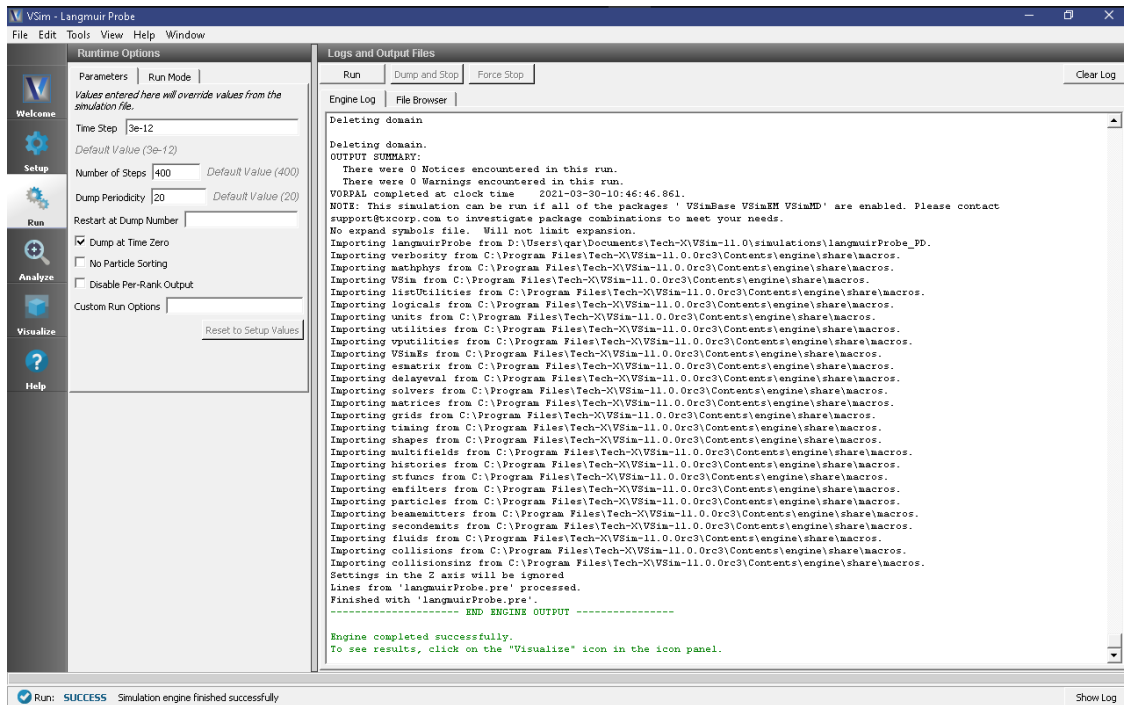 VSim - Langmuir Probe
File Edit Tools View Help Window
Runtime Options
Logs and Output Files
Welcome
Setup
Run
Analyze
Visualize
Help
Parameters
Run Mode
Values entered here will override values from the
simulation file.
Time Step 3e-12
Default Value (3e-12)
Number of Steps 400 Default Value (400)
Dump Periodicity 20 Default Value (20)
Restart at Dump Number
Dump at Time Zero
No Particle Sorting
Disable Per-Rank Output
Custom Run Options
Reset to Setup Values
Run Dump and Stop Force Stop Clear Log
Engine Log File Browser
Deleting domain
Deleting domain.
OUTPUT SUMMARY:
There were 0 Notices encountered in this run.
There were 0 Warnings encountered in this run.
VORPAL completed at clock time 2021-03-30-10:46:46.861.
NOTE: This simulation can be run if all of the packages ' VSimBase VSimEM VSimMD' are enabled. Please contact
support@txcorp.com to investigate package combinations to meet your needs.
No expand symbols file. Will not limit expansion.
Importing langmuirProbe from D:\Users\qar\Documents\Tech-X\VSim-11.0\simulations\langmuirProbe_PD.
Importing verbosity from C:\Program Files\Tech-X\VSim-11.0.0rc3\Contents\engine\share\macros.
Importing mathphys from C:\Program Files\Tech-X\VSim-11.0.0rc3\Contents\engine\share\macros.
Importing VSim from C:\Program Files\Tech-X\VSim-11.0.0rc3\Contents\engine\share\macros.
Importing listUtilities from C:\Program Files\Tech-X\VSim-11.0.0rc3\Contents\engine\share\macros.
Importing logicals from C:\Program Files\Tech-X\VSim-11.0.0rc3\Contents\engine\share\macros.
Importing units from C:\Program Files\Tech-X\VSim-11.0.0rc3\Contents\engine\share\macros.
Importing utilities from C:\Program Files\Tech-X\VSim-11.0.0rc3\Contents\engine\share\macros.
Importing vputilities from C:\Program Files\Tech-X\VSim-11.0.0rc3\Contents\engine\share\macros.
Importing VSimEs from C:\Program Files\Tech-X\VSim-11.0.0rc3\Contents\engine\share\macros.
Importing esmatrix from C:\Program Files\Tech-X\VSim-11.0.0rc3\Contents\engine\share\macros.
Importing delayeval from C:\Program Files\Tech-X\VSim-11.0.0rc3\Contents\engine\share\macros.
Importing solvers from C:\Program Files\Tech-X\VSim-11.0.0rc3\Contents\engine\share\macros.
Importing matrices from C:\Program Files\Tech-X\VSim-11.0.0rc3\Contents\engine\share\macros.
Importing grids from C:\Program Files\Tech-X\VSim-11.0.0rc3\Contents\engine\share\macros.
Importing timing from C:\Program Files\Tech-X\VSim-11.0.0rc3\Contents\engine\share\macros.
Importing shapes from C:\Program Files\Tech-X\VSim-11.0.0rc3\Contents\engine\share\macros.
Importing multifields from C:\Program Files\Tech-X\VSim-11.0.0rc3\Contents\engine\share\macros.
Importing histories from C:\Program Files\Tech-X\VSim-11.0.0rc3\Contents\engine\share\macros.
Importing stfuncs from C:\Program Files\Tech-X\VSim-11.0.0rc3\Contents\engine\share\macros.
Importing emfilters from C:\Program Files\Tech-X\VSim-11.0.0rc3\Contents\engine\share\macros.
Importing particles from C:\Program Files\Tech-X\VSim-11.0.0rc3\Contents\engine\share\macros.
Importing beamemitters from C:\Program Files\Tech-X\VSim-11.0.0rc3\Contents\engine\share\macros.
Importing secondemits from C:\Program Files\Tech-X\VSim-11.0.0rc3\Contents\engine\share\macros.
Importing fluids from C:\Program Files\Tech-X\VSim-11.0.0rc3\Contents\engine\share\macros.
Importing collisions from C:\Program Files\Tech-X\VSim-11.0.0rc3\Contents\engine\share\macros.
Importing collisionsinz from C:\Program Files\Tech-X\VSim-11.0.0rc3\Contents\engine\share\macros.
Settings in the Z axis will be ignored
Lines from 'langmuirProbe.pre' processed.
Finished with 'langmuirProbe.pre'.
--------------------- END ENGINE OUTPUT ----------------
Engine completed successfully.
To see results, click on the "Visualize" icon in the icon panel.
Run: SUCCESS Simulation engine finished successfully
Show Log